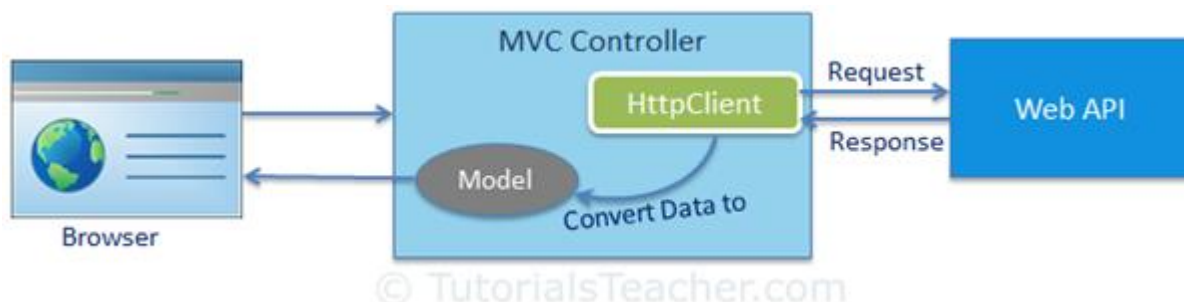 MVC Controller
Request
HttpClient
Web API
Response
Model
Convert Data to
Browser
© TutorialsTeacher.com